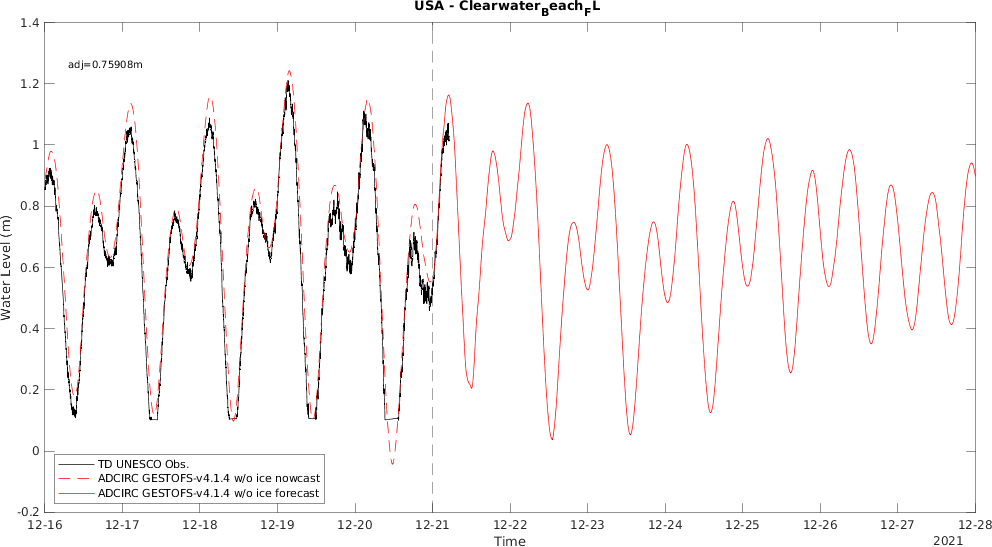 USA - Clearwater_Beach_FL
1.4
adj=0.75908m
1.2
1
0.8
0.6
0.4
0.2
0
-0.2
Water Level (m)
TD UNESCO Obs.
ADCIRC GESTOFS-v4.1.4 w/o ice nowcast
ADCIRC GESTOFS-v4.1.4 w/o ice forecast
12-16 12-17 12-18 12-19 12-20 12-21 12-22 12-23 12-24 12-25 12-26 12-27 12-28
Time
2021